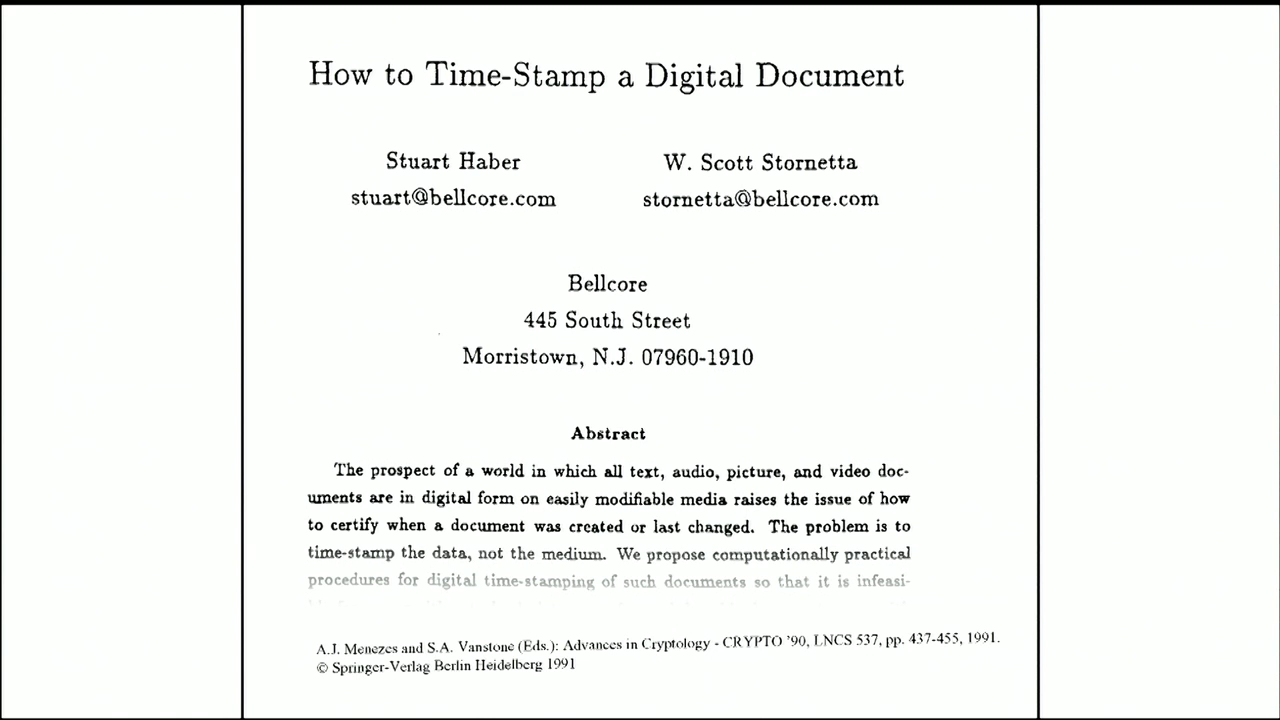 How to Time-Stamp a Digital Document
Stuart Haber W. Scott Stornetta
stuart@bellcore.com stornetta@bellcore.com
Bellcore
445 South Street
Morristown, N.J. 07960-1910
Abstract
The prospect of a world in which all text, audio, picture, and video doc-
uments are in digital form on easily modifiable media raises the issue of how
to certify when a document was created or last changed. The problem is to
time-stamp the data, not the medium. We propose computationally practical
procedures for digital time-stamping of such documents so that it is infeasi-
A.J. Menezes and S.A. Vanstone (Eds.): Advances in Cryptology - CRYPTO '90, LNCS 537, pp. 437-455, 1991.
© Springer-Verlag Berlin Heidelberg 1991